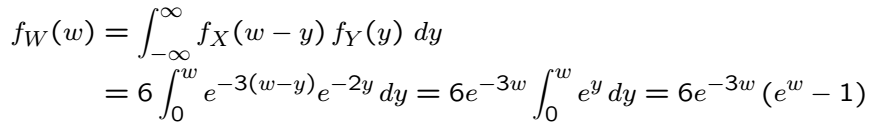 f_W(w) = ∫_{−∞}^{∞} f_X(w − y) f_Y(y) dy
= 6 ∫_0^w e^{−3(w−y)} e^{−2y} dy = 6e^{−3w} ∫_0^w e^y dy = 6e^{−3w} (e^w − 1)